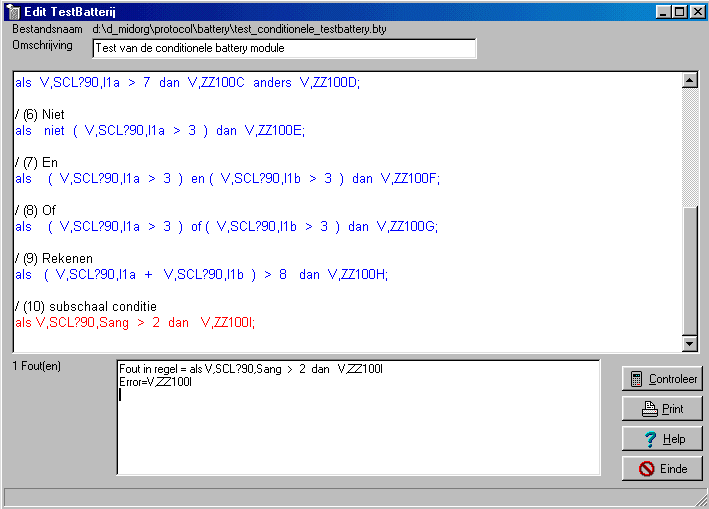 Edit TestBatterij
Bestandsnaam d:\d_midorg\protocol\battery\test_conditionele_testbattery.bty
Omschrijving Test van de conditionele battery module
als V,SCL?90,I1a > 7 dan V,ZZ100C anders V,ZZ100D;
/ (6) Niet
als niet ( V,SCL?90,I1a > 3 ) dan V,ZZ100E;
/ (7) En
als ( V,SCL?90,I1a > 3 ) en ( V,SCL?90,I1b > 3 ) dan V,ZZ100F;
/ (8) Of
als ( V,SCL?90,I1a > 3 ) of ( V,SCL?90,I1b > 3 ) dan V,ZZ100G;
/ (9) Rekenen
als ( V,SCL?90,I1a + V,SCL?90,I1b ) > 8 dan V,ZZ100H;
/ (10) subschaal conditie
als V,SCL?90,Sang > 2 dan V,ZZ100I;
1 Fout(en)
Fout in regel = als V,SCL?90,Sang > 2 dan V,ZZ100I
Error=V,ZZ100I
Controleer
Print
Help
Einde